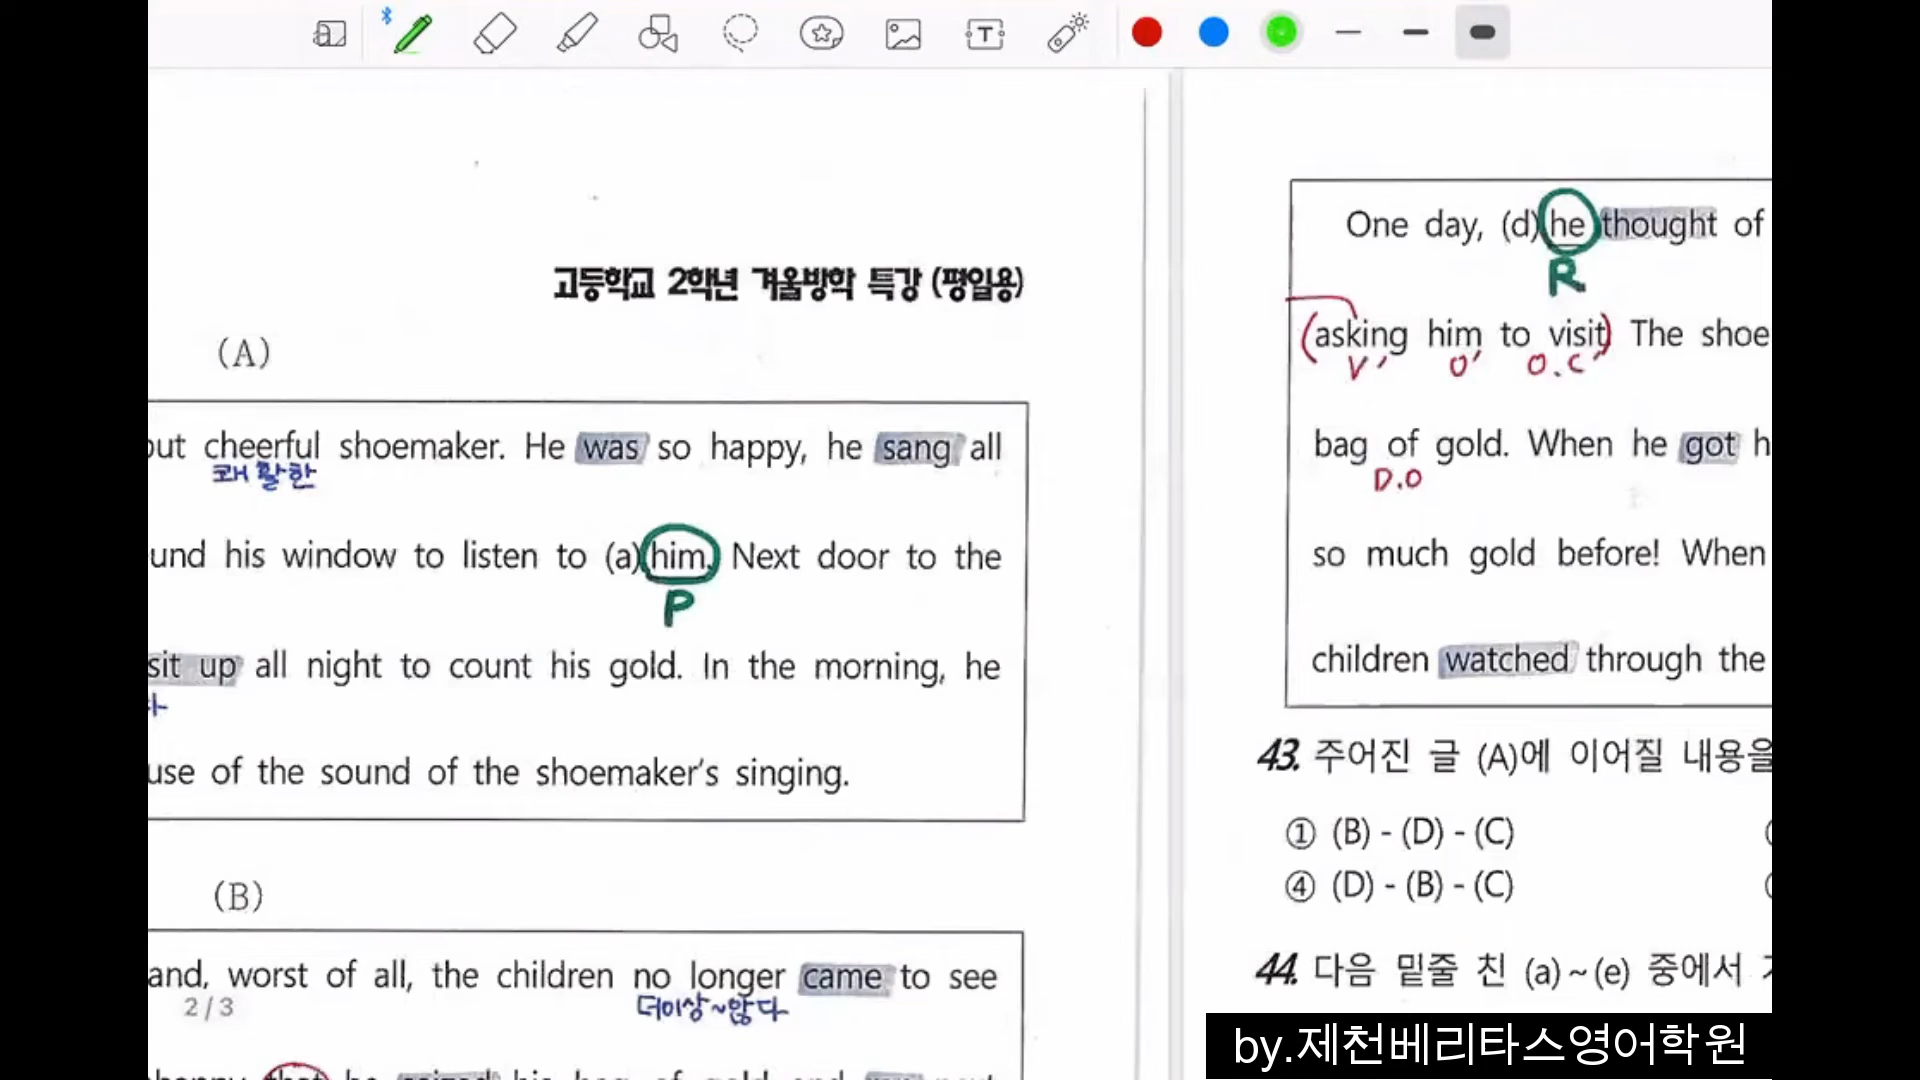 고등학교 2학년 겨울방학 특강 (평일용)
(A)
out cheerful shoemaker. He was so happy, he sang all
쾌활한
und his window to listen to (a) him. Next door to the
P
sit up all night to count his gold. In the morning, he
use of the sound of the shoemaker's singing.
(B)
and, worst of all, the children no longer came to see
2/3
더이상~않다
One day, (d) he thought of
R
(asking him to visit) The shoe
V' O' O.C'
bag of gold. When he got h
D.O
so much gold before! When
children watched through the
43. 주어진 글 (A)에 이어질 내용을
① (B) - (D) - (C)
④ (D) - (B) - (C)
44. 다음 밑줄 친 (a)~(e) 중에서
by.제천베리타스영어학원